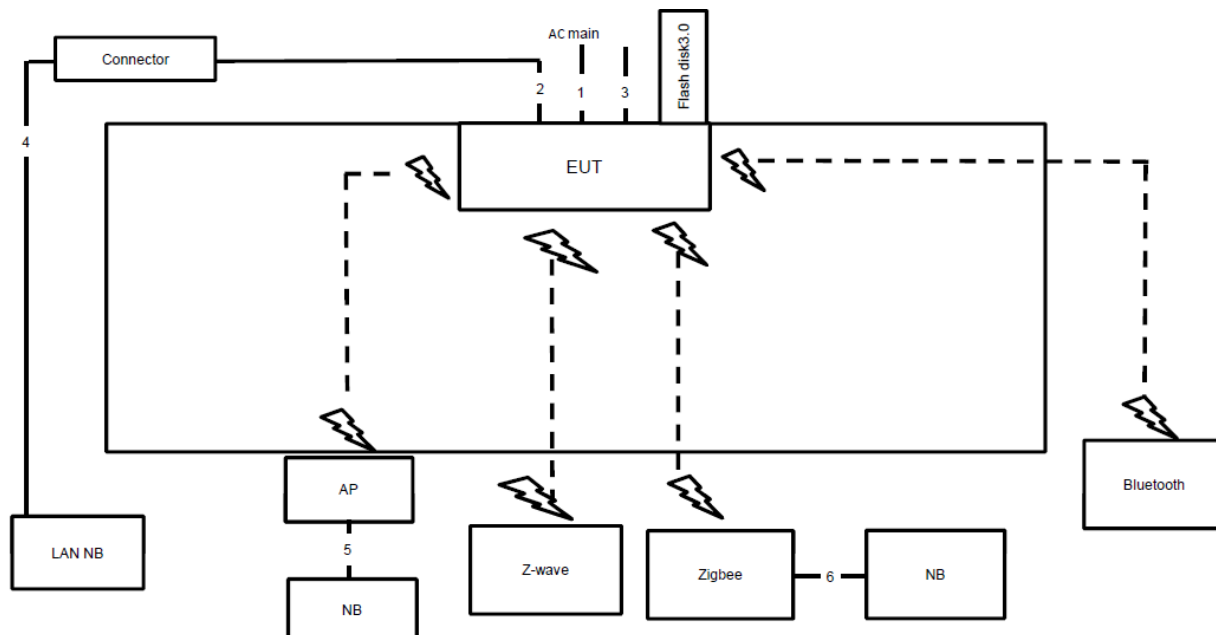 AC main
Flash disk3.0
Connector
2
1
3
4
EUT
AP
Bluetooth
LAN NB
5
Z-wave
Zigbee
6
NB
NB